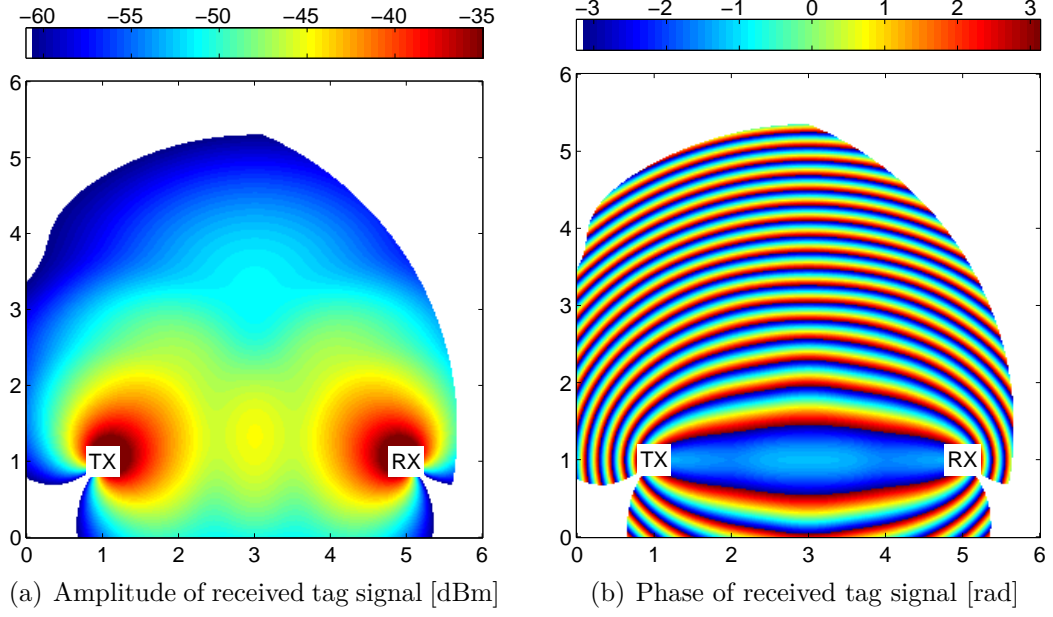 −60 −55 −50 −45 −40 −35
−3 −2 −1 0 1 2 3
6
5
4
3
2
1
0
TX
RX
0 1 2 3 4 5 6
6
5
4
3
2
1
0
TX
RX
0 1 2 3 4 5 6
(a) Amplitude of received tag signal [dBm]
(b) Phase of received tag signal [rad]